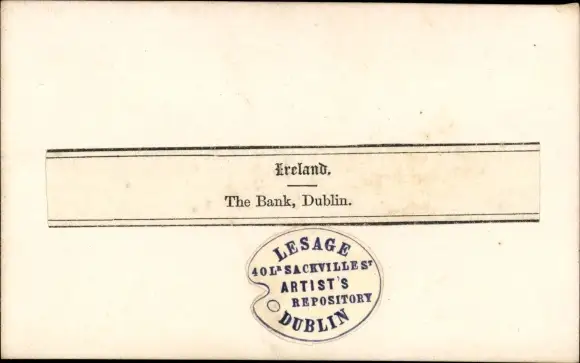 Ireland.
The Bank, Dublin.
LESAGE
40 LR SACKVILLE ST
ARTIST'S
REPOSITORY
DUBLIN